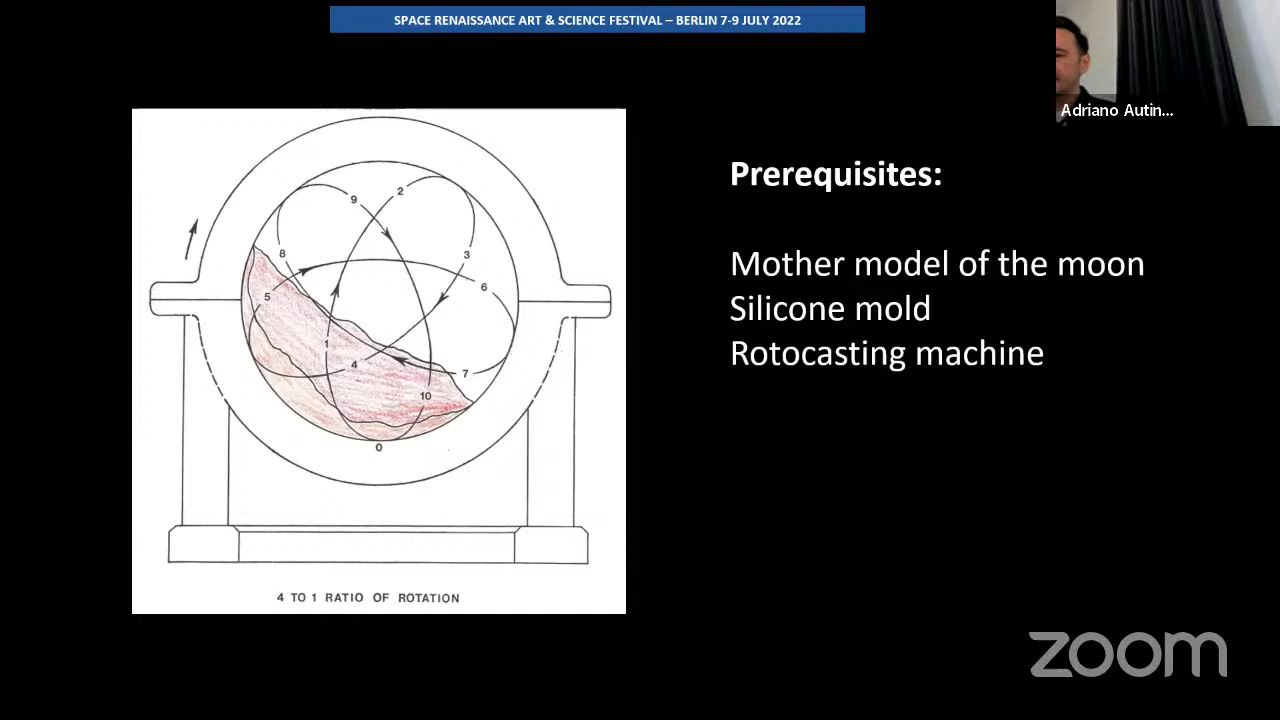 SPACE RENAISSANCE ART & SCIENCE FESTIVAL – BERLIN 7-9 JULY 2022
Adriano Autin...
Prerequisites:
Mother model of the moon
Silicone mold
Rotocasting machine
9
2
8
3
5
6
1
4
7
10
0
4 TO 1 RATIO OF ROTATION
zoom